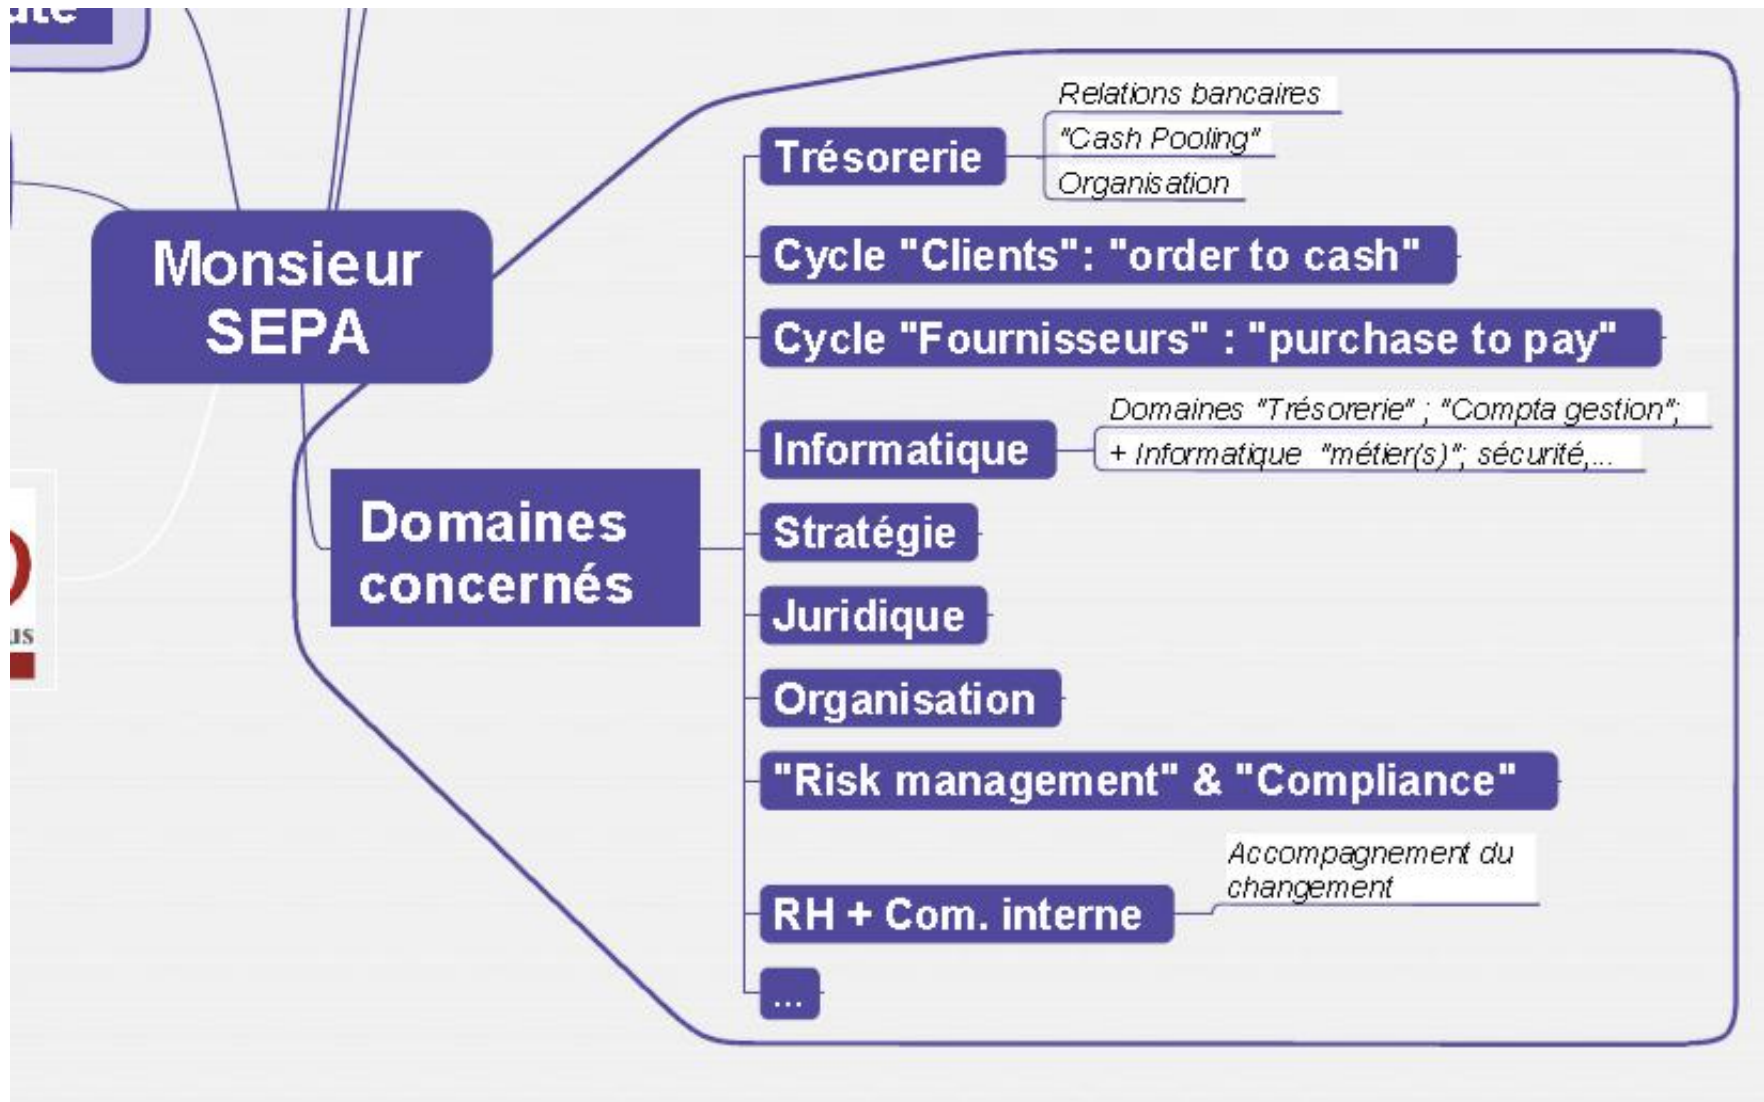 Monsieur
SEPA
Domaines
concernés
Trésorerie
Relations bancaires
"Cash Pooling"
Organisation
Cycle "Clients": "order to cash"
Cycle "Fournisseurs" : "purchase to pay"
Informatique
Domaines "Trésorerie" ; "Compta gestion";
+ Informatique "métier(s)"; sécurité,...
Stratégie
Juridique
Organisation
"Risk management" & "Compliance"
RH + Com. interne
Accompagnement du
changement
...